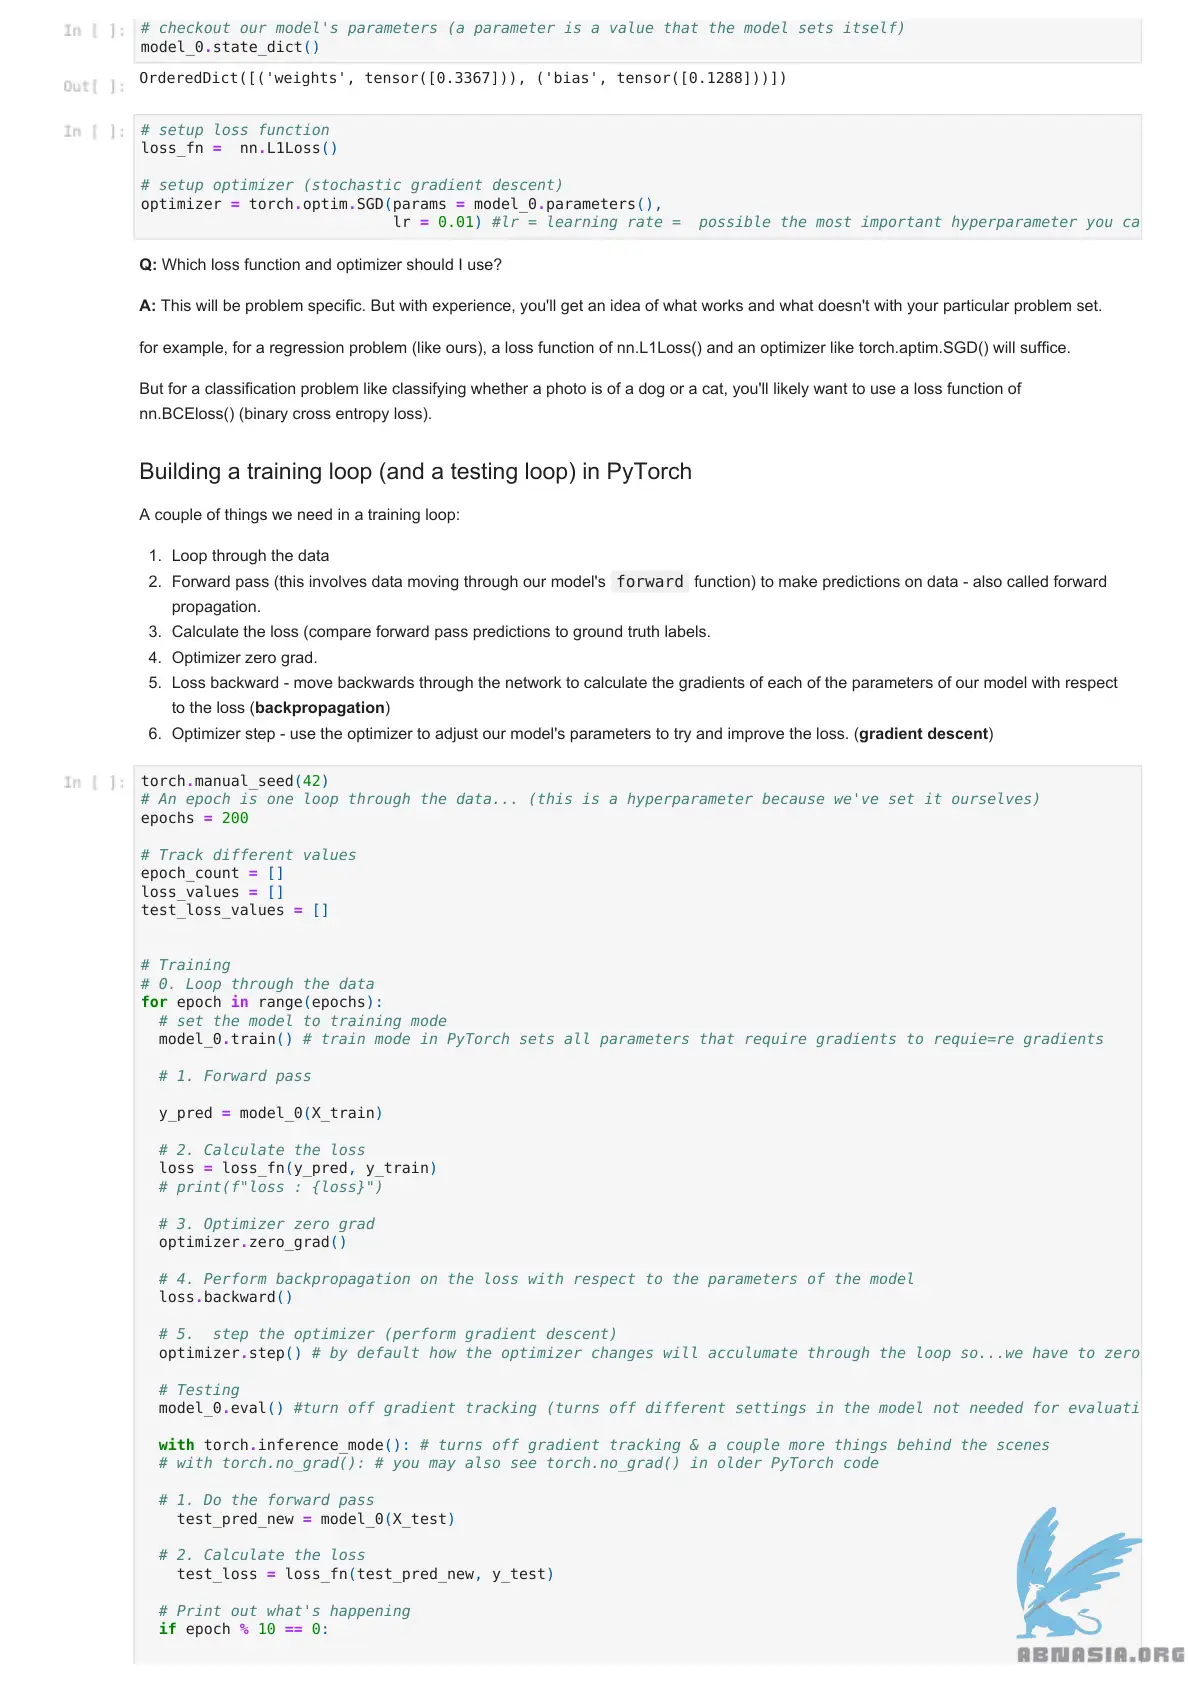 In [ ]:
# checkout our model's parameters (a parameter is a value that the model sets itself)
model_0.state_dict()
Out[ ]:
OrderedDict([('weights', tensor([0.3367])), ('bias', tensor([0.1288]))])
In [ ]:
# setup loss function
loss_fn =  nn.L1Loss()
# setup optimizer (stochastic gradient descent)
optimizer = torch.optim.SGD(params = model_0.parameters(),
lr = 0.01) #lr = learning rate =  possible the most important hyperparameter you ca
Q: Which loss function and optimizer should I use?
A: This will be problem specific. But with experience, you'll get an idea of what works and what doesn't with your particular problem set.
for example, for a regression problem (like ours), a loss function of nn.L1Loss() and an optimizer like torch.aptim.SGD() will suffice.
But for a classification problem like classifying whether a photo is of a dog or a cat, you'll likely want to use a loss function of
nn.BCEloss() (binary cross entropy loss).
Building a training loop (and a testing loop) in PyTorch
A couple of things we need in a training loop:
1. Loop through the data
2. Forward pass (this involves data moving through our model's forward function) to make predictions on data - also called forward
propagation.
3. Calculate the loss (compare forward pass predictions to ground truth labels.
4. Optimizer zero grad.
5. Loss backward - move backwards through the network to calculate the gradients of each of the parameters of our model with respect
to the loss (backpropagation)
6. Optimizer step - use the optimizer to adjust our model's parameters to try and improve the loss. (gradient descent)
In [ ]:
torch.manual_seed(42)
# An epoch is one loop through the data... (this is a hyperparameter because we've set it ourselves)
epochs = 200
# Track different values
epoch_count = []
loss_values = []
test_loss_values = []
# Training
# 0. Loop through the data
for epoch in range(epochs):
# set the model to training mode
model_0.train() # train mode in PyTorch sets all parameters that require gradients to requie=re gradients
# 1. Forward pass
y_pred = model_0(X_train)
# 2. Calculate the loss
loss = loss_fn(y_pred, y_train)
# print(f"loss : {loss}")
# 3. Optimizer zero grad
optimizer.zero_grad()
# 4. Perform backpropagation on the loss with respect to the parameters of the model
loss.backward()
# 5.  step the optimizer (perform gradient descent)
optimizer.step() # by default how the optimizer changes will acculumate through the loop so...we have to zero
# Testing
model_0.eval() #turn off gradient tracking (turns off different settings in the model not needed for evaluati
with torch.inference_mode(): # turns off gradient tracking & a couple more things behind the scenes
# with torch.no_grad(): # you may also see torch.no_grad() in older PyTorch code
# 1. Do the forward pass
test_pred_new = model_0(X_test)
# 2. Calculate the loss
test_loss = loss_fn(test_pred_new, y_test)
# Print out what's happening
if epoch % 10 == 0:
ABNASIA.ORG